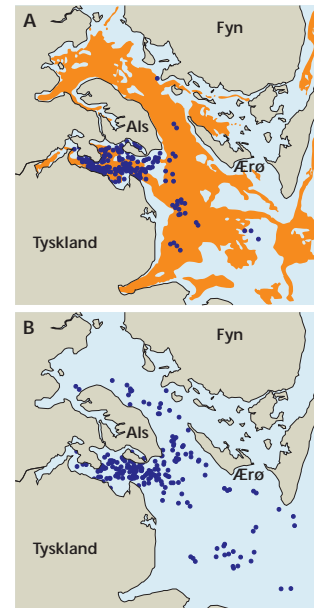 A
Fyn
Als
Ærø
Tyskland
B
Fyn
Als
Ærø
Tyskland